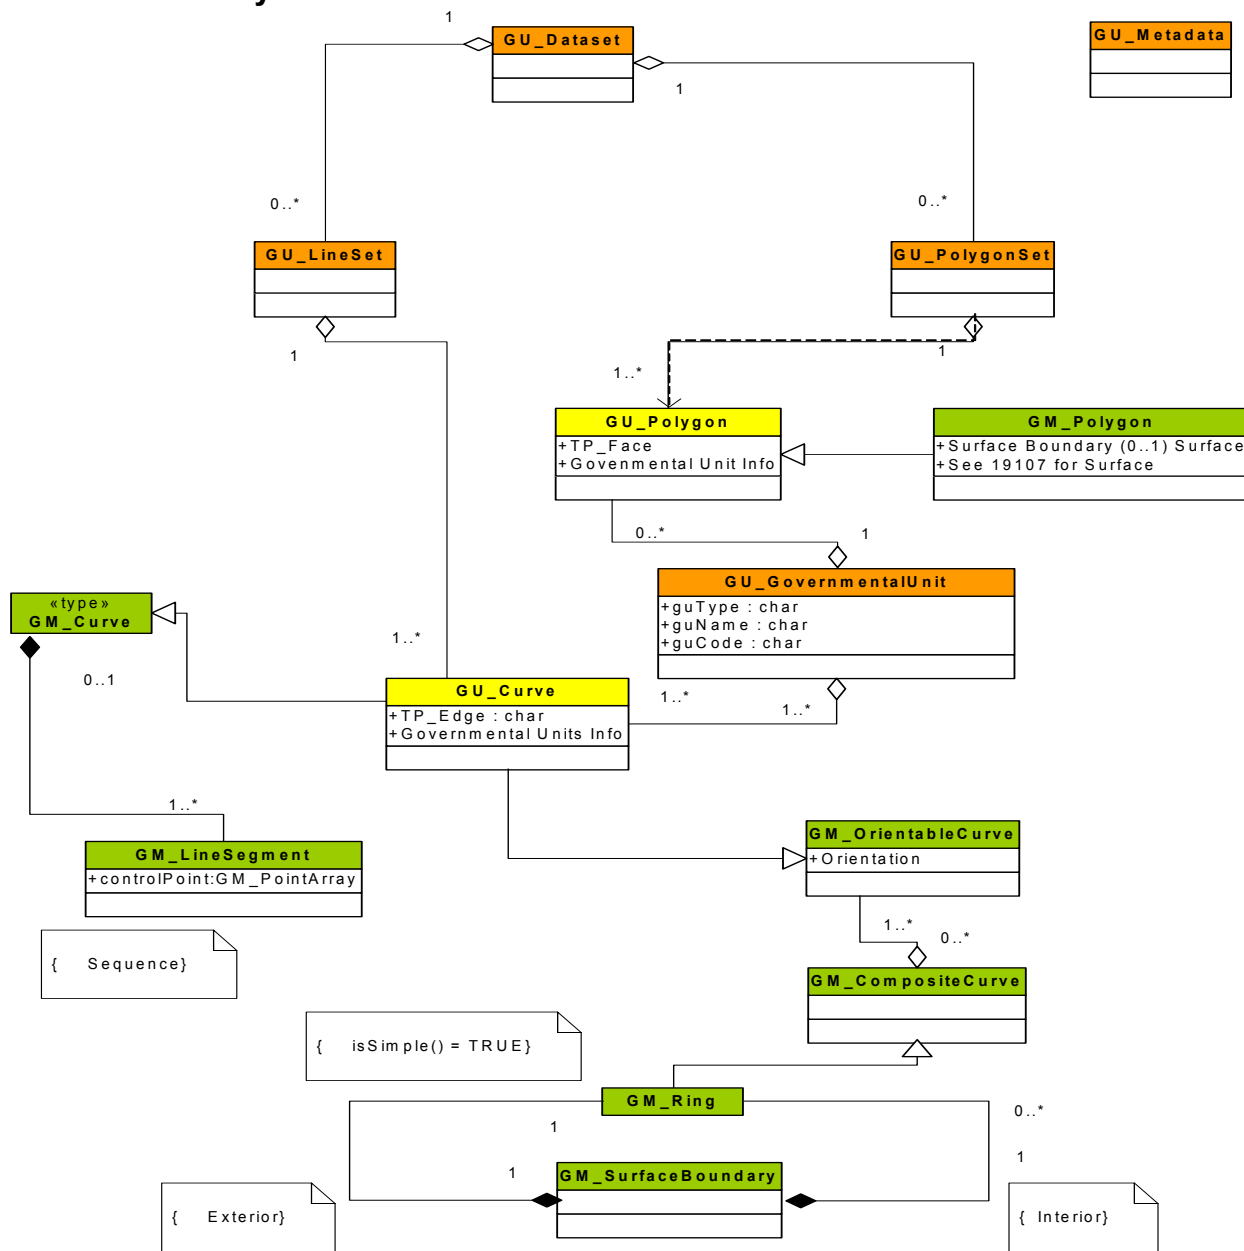 1
GU_Dataset
GU_Metadata
1
0..*
0..*
GU_LineSet
GU_PolygonSet
1
1
1..*
GU_Polygon
+TP_Face
+Govenmental Unit Info
GM_Polygon
+Surface Boundary (0..1) Surface
+See 19107 for Surface
0..*
1
GU_GovernmentalUnit
+guType : char
+guName : char
+guCode : char
«type»
GM_Curve
1..*
0..1
GU_Curve
+TP_Edge : char
+Governmental Units Info
1..*
1..*
1..*
GM_LineSegment
+controlPoint:GM_PointArray
GM_OrientableCurve
+Orientation
{ Sequence}
1..*
0..*
GM_CompositeCurve
{ isSimple() = TRUE}
GM_Ring
1
0..*
1
1
GM_SurfaceBoundary
{ Exterior}
{ Interior}